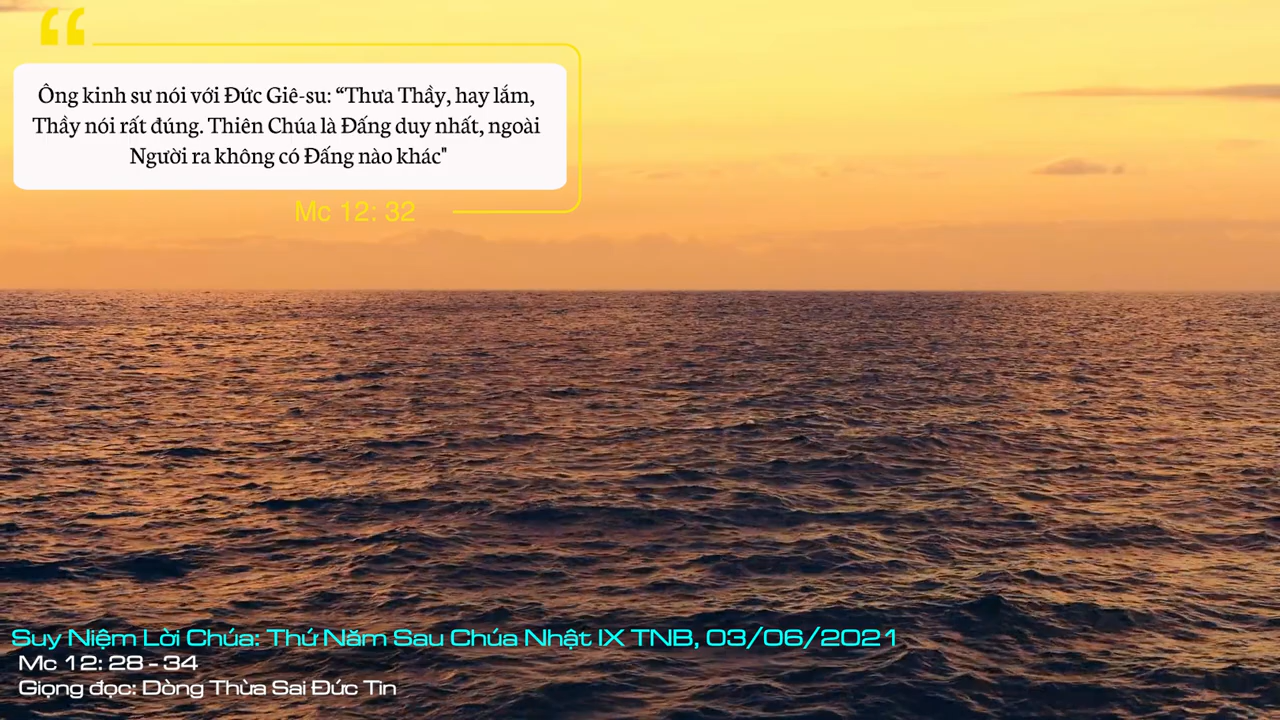 Ông kinh sư nói với Đức Giê-su: “Thưa Thầy, hay lắm,
Thầy nói rất đúng. Thiên Chúa là Đấng duy nhất, ngoài
Người ra không có Đấng nào khác"
Mc 12: 32
Suy Niệm Lời Chúa: Thứ Năm Sau Chúa Nhật IX TNB, 03/06/2021
Mc 12: 28 - 34
Giọng đọc: Dòng Thừa Sai Đức Tin